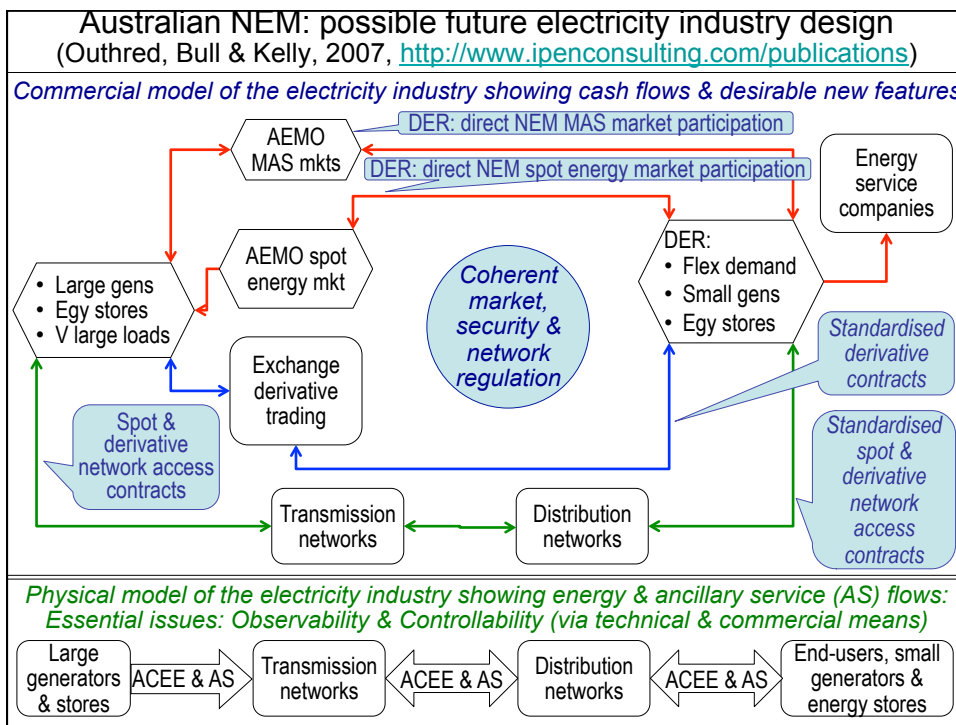 Australian NEM: possible future electricity industry design
(Outhred, Bull & Kelly, 2007, http://www.ipenconsulting.com/publications)
Commercial model of the electricity industry showing cash flows & desirable new features
AEMO
MAS mkts
DER: direct NEM MAS market participation
DER: direct NEM spot energy market participation
Energy
service
companies
AEMO spot
energy mkt
• Large gens
• Egy stores
• V large loads
Coherent
market,
security &
network
regulation
DER:
• Flex demand
• Small gens
• Egy stores
Exchange
derivative
trading
Standardised
derivative
contracts
Spot &
derivative
network access
contracts
Standardised
spot &
derivative
network
access
contracts
Transmission
networks
Distribution
networks
Physical model of the electricity industry showing energy & ancillary service (AS) flows:
Essential issues: Observability & Controllability (via technical & commercial means)
Large
generators
& stores
ACEE & AS
Transmission
networks
ACEE & AS
Distribution
networks
ACEE & AS
End-users, small
generators &
energy stores